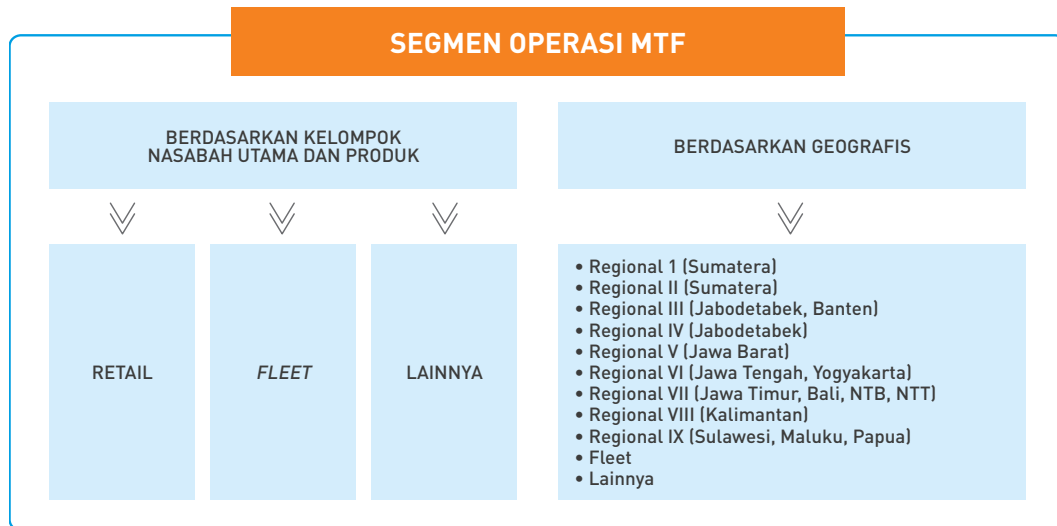 SEGMEN OPERASI MTF
BERDASARKAN KELOMPOK
NASABAH UTAMA DAN PRODUK
BERDASARKAN GEOGRAFIS
RETAIL
FLEET
LAINNYA
• Regional 1 (Sumatera)
• Regional II (Sumatera)
• Regional III (Jabodetabek, Banten)
• Regional IV (Jabodetabek)
• Regional V (Jawa Barat)
• Regional VI (Jawa Tengah, Yogyakarta)
• Regional VII (Jawa Timur, Bali, NTB, NTT)
• Regional VIII (Kalimantan)
• Regional IX (Sulawesi, Maluku, Papua)
• Fleet
• Lainnya